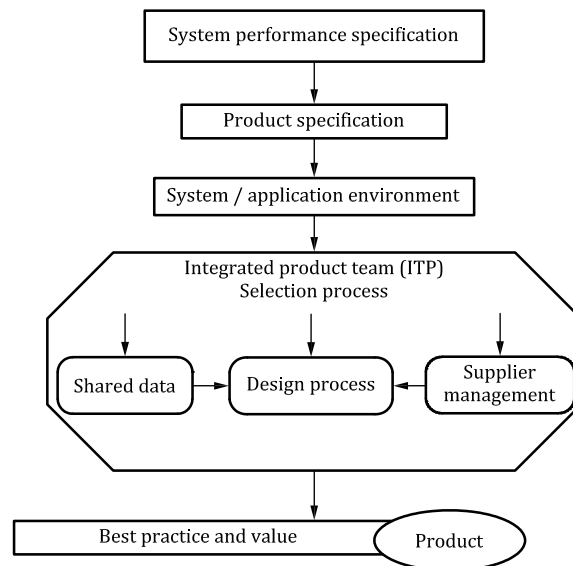 System performance specification
Product specification
System / application environment
Integrated product team (ITP)
Selection process
Shared data
Design process
Supplier
management
Best practice and value
Product